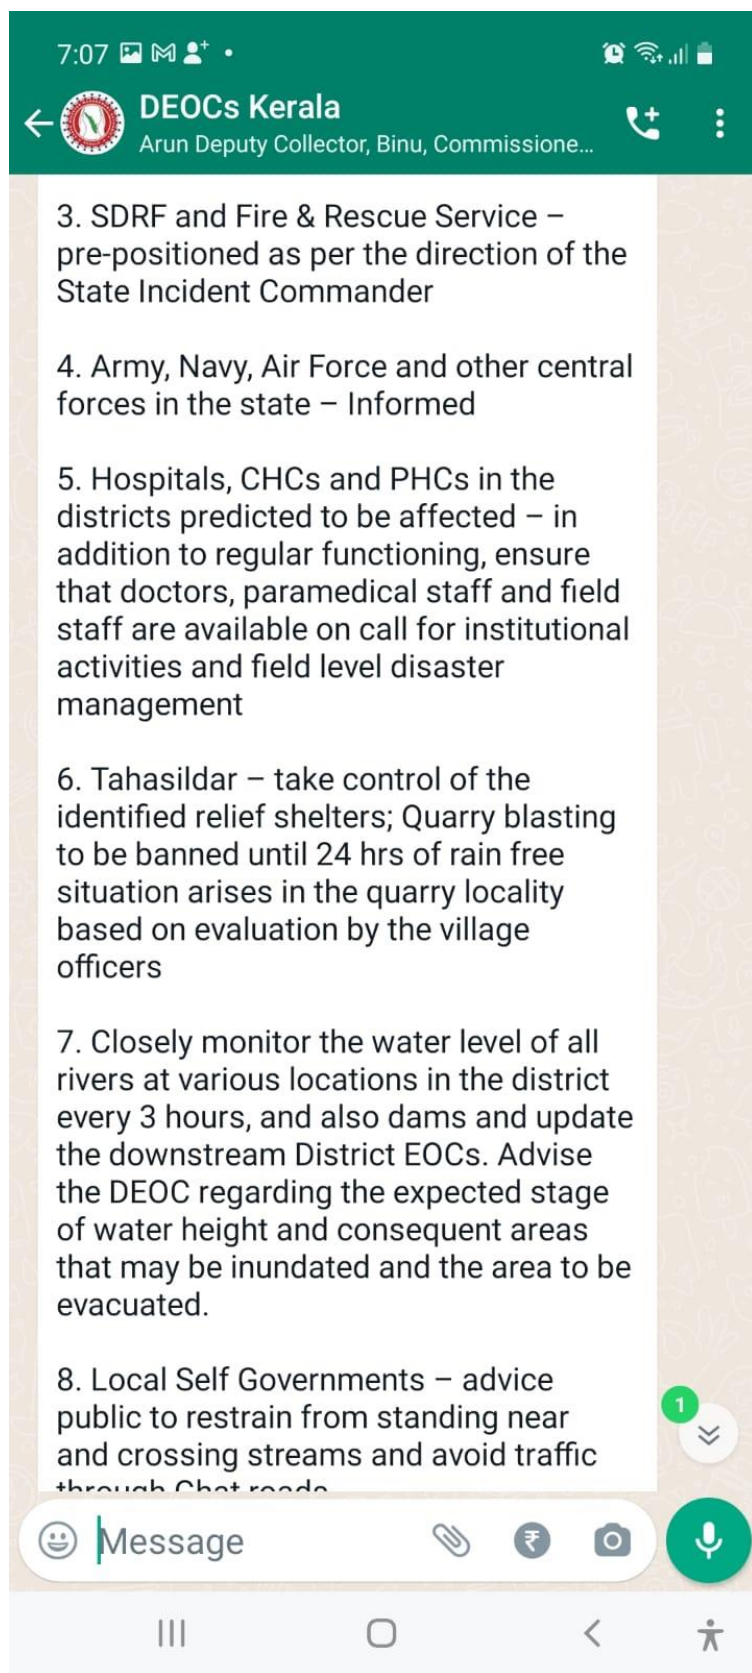 7:07
DEOCs Kerala
Arun Deputy Collector, Binu, Commissione...
3. SDRF and Fire & Rescue Service –
pre-positioned as per the direction of the
State Incident Commander
4. Army, Navy, Air Force and other central
forces in the state – Informed
5. Hospitals, CHCs and PHCs in the
districts predicted to be affected – in
addition to regular functioning, ensure
that doctors, paramedical staff and field
staff are available on call for institutional
activities and field level disaster
management
6. Tahasildar – take control of the
identified relief shelters; Quarry blasting
to be banned until 24 hrs of rain free
situation arises in the quarry locality
based on evaluation by the village
officers
7. Closely monitor the water level of all
rivers at various locations in the district
every 3 hours, and also dams and update
the downstream District EOCs. Advise
the DEOC regarding the expected stage
of water height and consequent areas
that may be inundated and the area to be
evacuated.
8. Local Self Governments – advice
public to restrain from standing near
and crossing streams and avoid traffic
through Ghat roads
1
Message